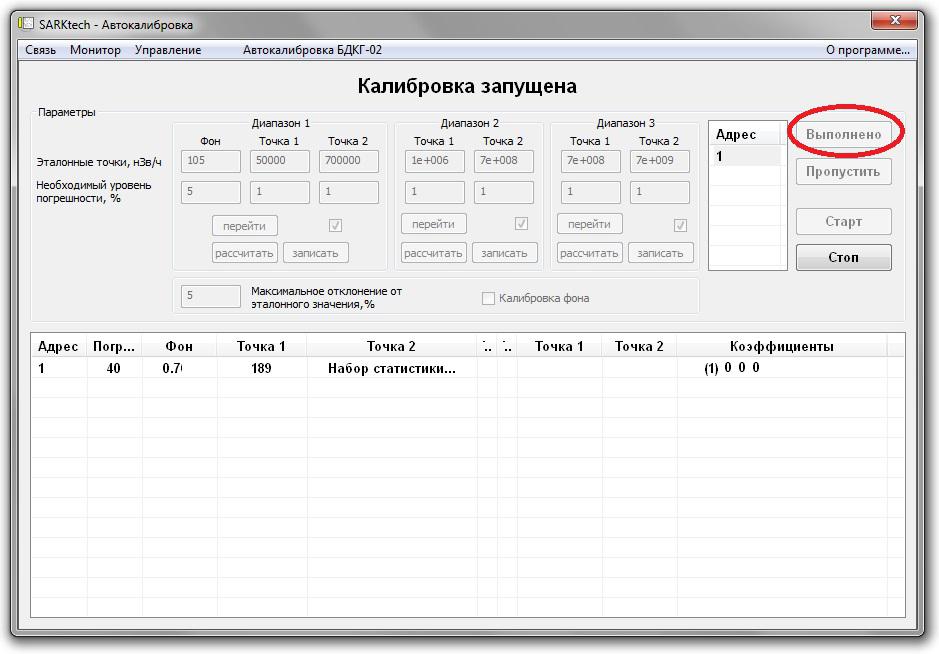 SARKtech - Автокалибровка
Связь Монитор Управление Автокалибровка БДКГ-02 О программе...
Калибровка запущена
Параметры
Диапазон 1 Диапазон 2 Диапазон 3
Фон Точка 1 Точка 2 Точка 1 Точка 2 Точка 1 Точка 2
Эталонные точки, нЗв/ч 105 50000 700000 1e+006 7e+008 7e+008 7e+009
Необходимый уровень погрешности, % 5 1 1 1 1 1 1
перейти перейти перейти
рассчитать записать рассчитать записать рассчитать записать
5 Максимальное отклонение от эталонного значения,% Калибровка фона
Адрес
1
Выполнено
Пропустить
Старт
Стоп
Адрес Погр... Фон Точка 1 Точка 2 .. .. Точка 1 Точка 2 Коэффициенты
1 40 0.7 189 Набор статистики... (1) 0 0 0